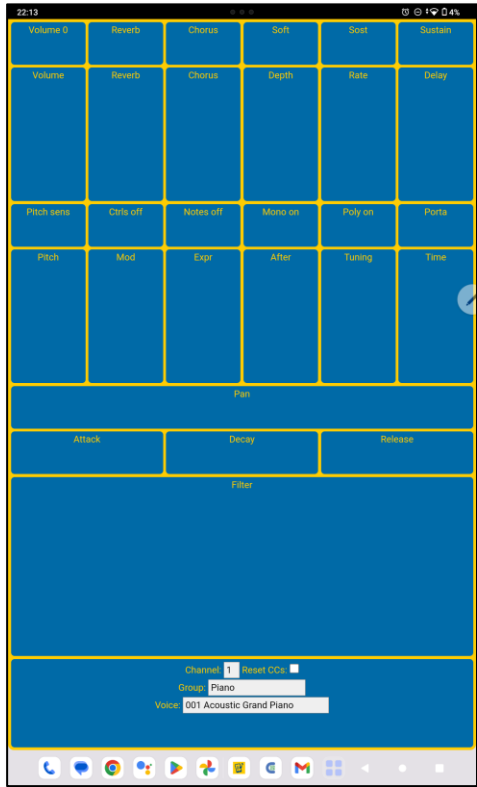 22:13 4%
Volume 0 Reverb Chorus Soft Sost Sustain
Volume Reverb Chorus Depth Rate Delay
Pitch sens Ctrls off Notes off Mono on Poly on Porta
Pitch Mod Expr After Tuning Time
Pan
Attack Decay Release
Filter
Channel: 1 Reset CCs:
Group: Piano
Voice: 001 Acoustic Grand Piano